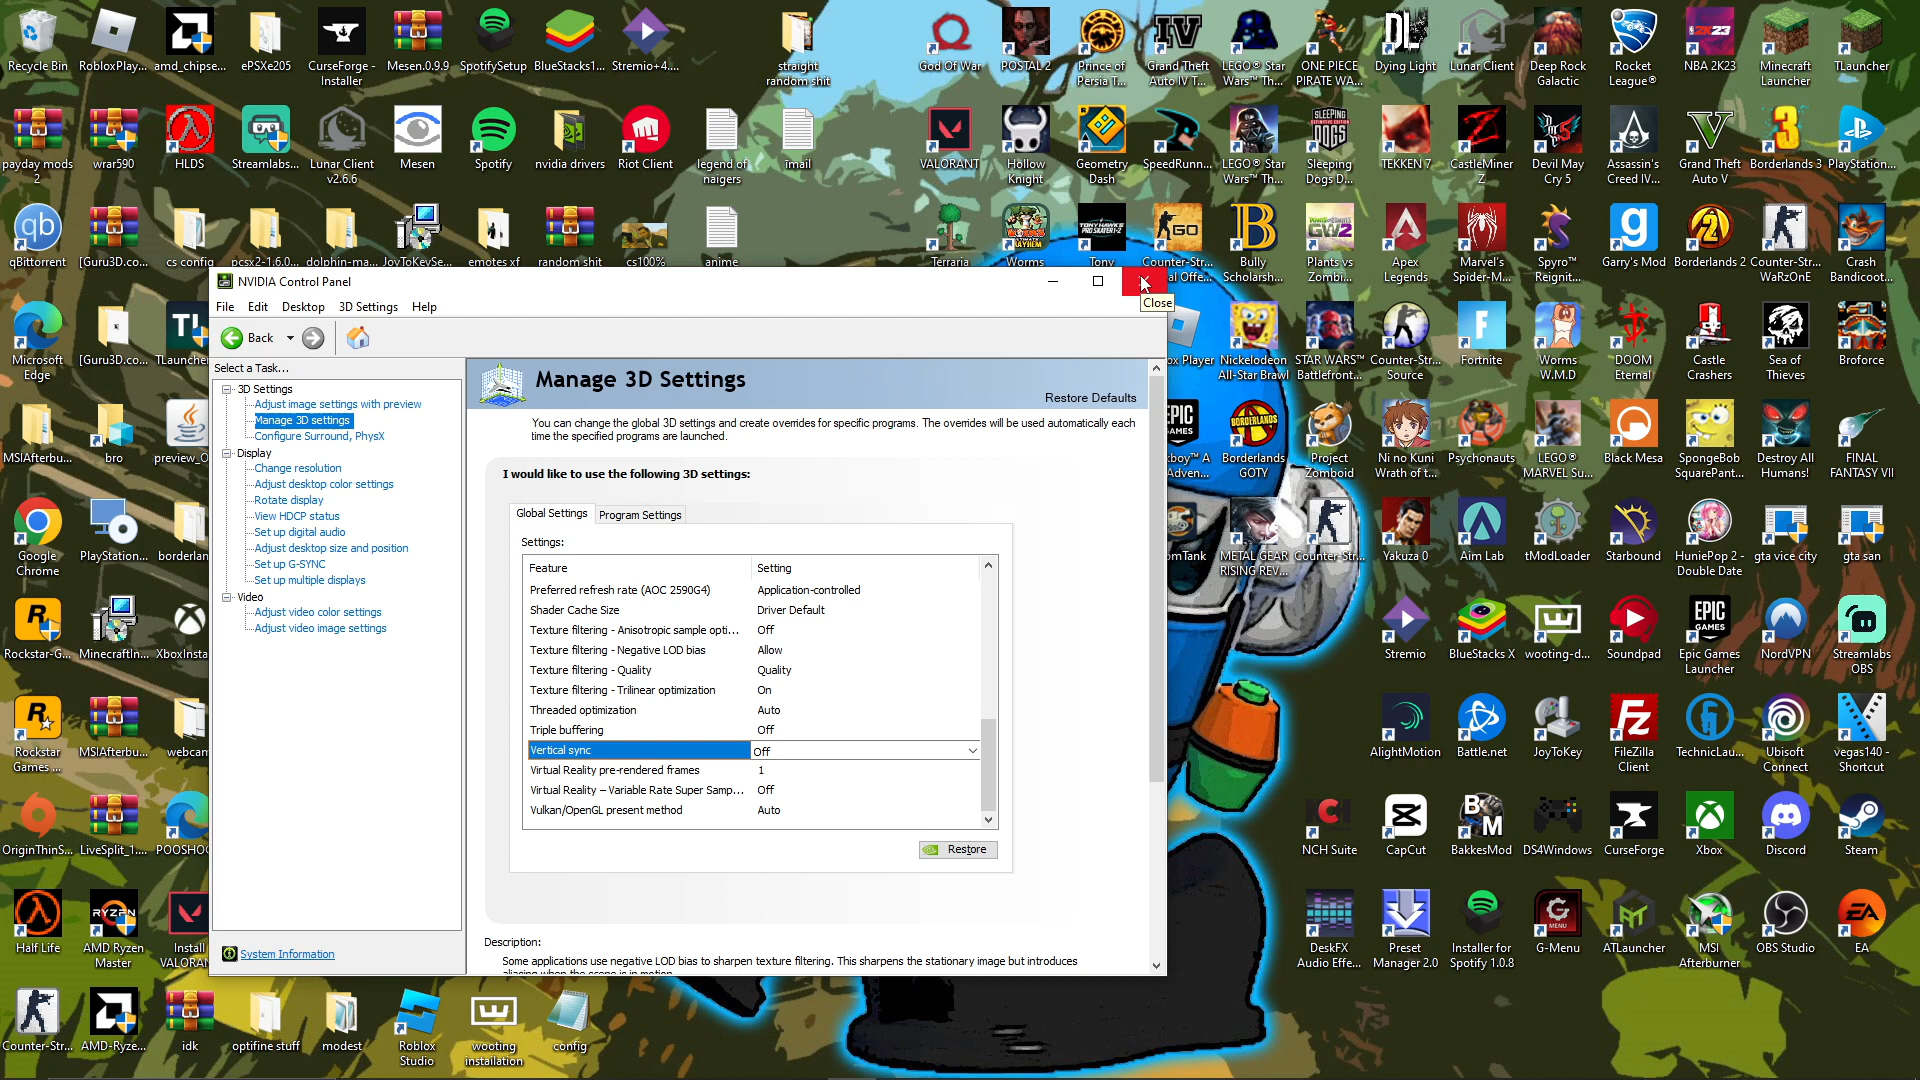 Recycle Bin
RobloxPlay...
amd_chipse...
ePSXe205
CurseForge -
Installer
Mesen.0.9.9
SpotifySetup
BlueStacks1...
Stremio+4....
straight
random shit
God Of War
POSTAL 2
Prince of
Persia T...
Grand Theft
Auto IV T...
LEGO® Star
Wars™ Th...
ONE PIECE
PIRATE WA...
Dying Light
Lunar Client
Deep Rock
Galactic
Rocket
League®
NBA 2K23
Minecraft
Launcher
TLauncher
payday mods
2
wrar590
HLDS
Streamlabs...
Lunar Client
v2.6.6
Mesen
Spotify
nvidia drivers
Riot Client
legend of
naigers
imail
VALORANT
Hollow
Knight
Geometry
Dash
SpeedRunn...
LEGO® Star
Wars™ Th...
Sleeping
Dogs D...
TEKKEN 7
CastleMiner
Z
Devil May
Cry 5
Assassin's
Creed IV...
Grand Theft
Auto V
Borderlands 3
PlayStation...
qBittorrent
[Guru3D.co...
cs config
pcsx2-1.6.0...
dolphin-ma...
JoyToKeySe...
emotes xf
random shit
cs100%
anime
Terraria
Worms
Tony
Counter-Str...
al Offe...
Bully
Scholarsh...
Plants vs
Zombi...
Apex
Legends
Marvel's
Spider-M...
Spyro™
Reignit...
Garry's Mod
Borderlands 2
Counter-Str...
WaRzOnE
Crash
Bandicoot...
NVIDIA Control Panel
Close
File
Edit
Desktop
3D Settings
Help
Back
Select a Task...
3D Settings
Adjust image settings with preview
Manage 3D settings
Configure Surround, PhysX
Display
Change resolution
Adjust desktop color settings
Rotate display
View HDCP status
Set up digital audio
Adjust desktop size and position
Set up G-SYNC
Set up multiple displays
Video
Adjust video color settings
Adjust video image settings
System Information
Manage 3D Settings
Restore Defaults
You can change the global 3D settings and create overrides for specific programs. The overrides will be used automatically each
time the specified programs are launched.
I would like to use the following 3D settings:
Global Settings
Program Settings
Settings:
Feature Setting
Preferred refresh rate (AOC 2590G4) Application-controlled
Shader Cache Size Driver Default
Texture filtering - Anisotropic sample opti... Off
Texture filtering - Negative LOD bias Allow
Texture filtering - Quality Quality
Texture filtering - Trilinear optimization On
Threaded optimization Auto
Triple buffering Off
Vertical sync Off
Virtual Reality pre-rendered frames 1
Virtual Reality – Variable Rate Super Samp... Off
Vulkan/OpenGL present method Auto
Restore
Description:
Some applications use negative LOD bias to sharpen texture filtering. This sharpens the stationary image but introduces
aliasing when the scene is in motion.
Microsoft
Edge
[Guru3D.co...
TLauncher
ox Player
Nickelodeon
All-Star Brawl
STAR WARS™
Battlefront...
Counter-Str...
Source
Fortnite
Worms
W.M.D
DOOM
Eternal
Castle
Crashers
Sea of
Thieves
Broforce
MSIAfterbu...
bro
preview_O
kboy™ A
Adven...
Borderlands
GOTY
Project
Zomboid
Ni no Kuni
Wrath of t...
Psychonauts
LEGO®
MARVEL Su...
Black Mesa
SpongeBob
SquarePant...
Destroy All
Humans!
FINAL
FANTASY VII
Google
Chrome
PlayStation...
borderlan
omTank
METAL GEAR
RISING REV...
Counter-Str...
Yakuza 0
Aim Lab
tModLoader
Starbound
HuniePop 2 -
Double Date
gta vice city
gta san
Rockstar-G...
MinecraftIn...
XboxInsta
Stremio
BlueStacks X
wooting-d...
Soundpad
Epic Games
Launcher
NordVPN
Streamlabs
OBS
Rockstar
Games ...
MSIAfterbu...
webcam
AlightMotion
Battle.net
JoyToKey
FileZilla
Client
TechnicLau...
Ubisoft
Connect
vegas140 -
Shortcut
OriginThinS...
LiveSplit_1....
POOSHOO
NCH Suite
CapCut
BakkesMod
DS4Windows
CurseForge
Xbox
Discord
Steam
Half Life
AMD Ryzen
Master
Install
VALORAN
DeskFX
Audio Effe...
Preset
Manager 2.0
Installer for
Spotify 1.0.8
G-Menu
ATLauncher
MSI
Afterburner
OBS Studio
EA
Counter-Str...
AMD-Ryze...
idk
optifine stuff
modest
Roblox
Studio
wooting
instailation
config